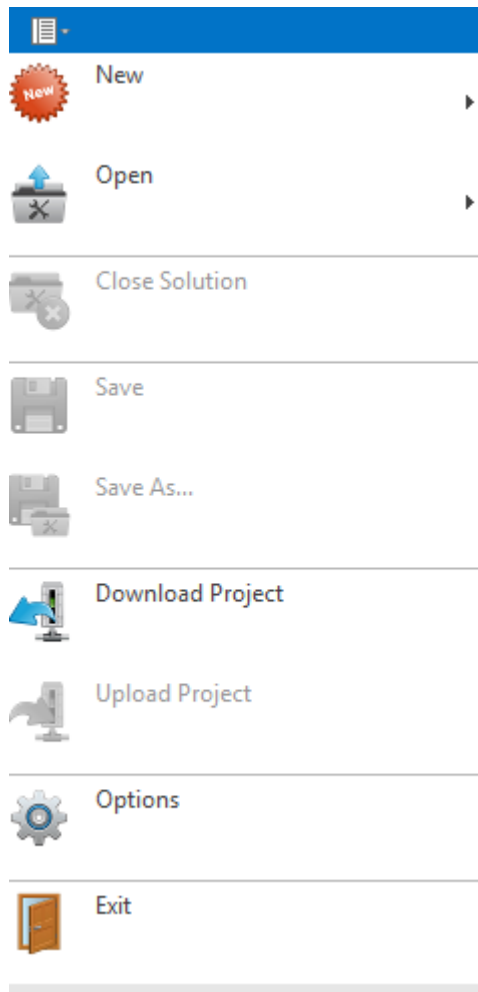 New
New
Open
Close Solution
Save
Save As...
Download Project
Upload Project
Options
Exit